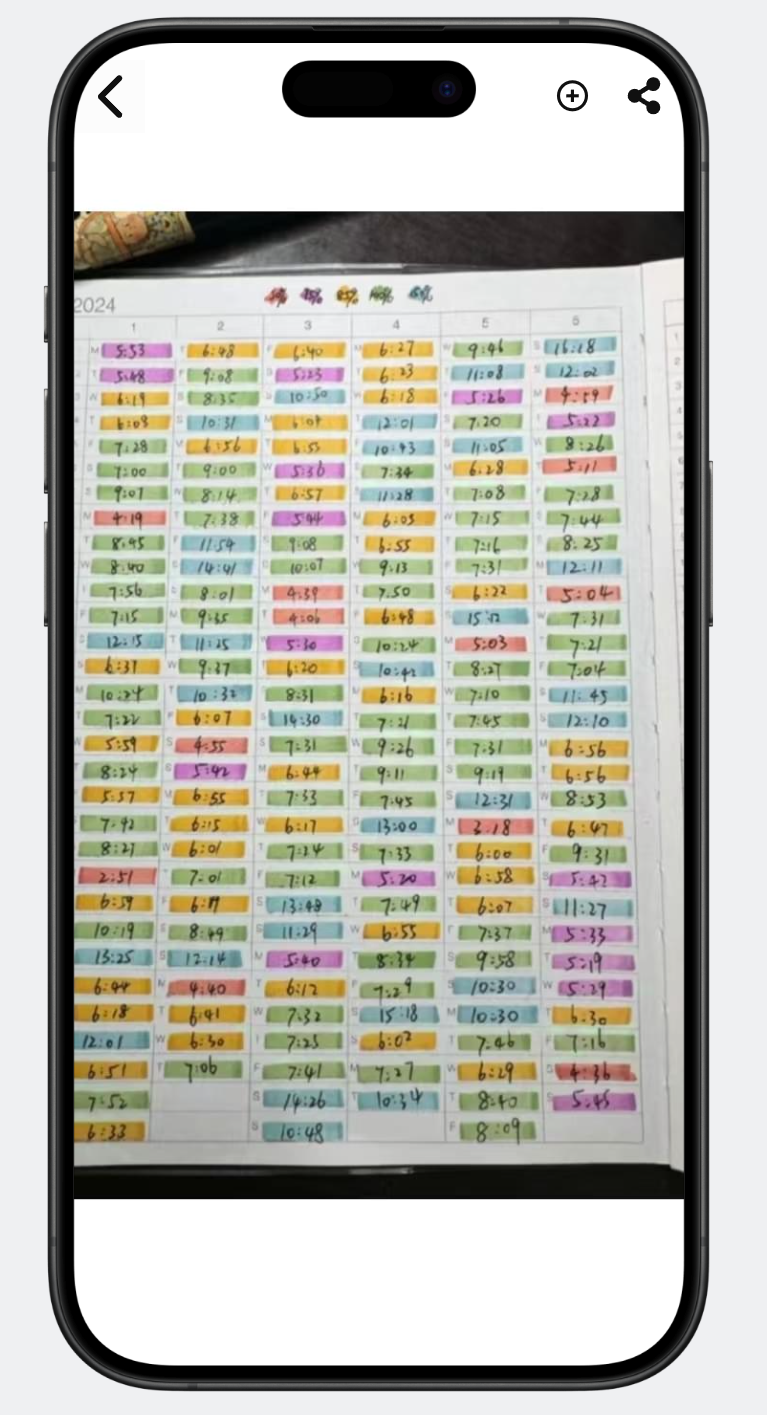 2024
1 2 3 4 5 6
M 5:53 T 6:48 F 6:40 M 6:27 W 9:46 S 16:18
T 5:48 F 9:08 S 5:23 T 6:23 T 11:08 S 12:02
W 6:19 S 8:35 S 10:50 W 6:18 F 5:26 M 4:59
T 6:03 S 10:31 M 6:04 T 12:01 S 7:20 T 5:22
F 7:28 M 6:56 T 6:53 F 10:43 S 11:05 W 8:26
S 7:00 T 9:00 W 5:36 S 7:34 M 6:28 T 5:11
S 9:07 W 8:14 T 6:57 S 11:28 T 7:08 F 7:28
M 4:19 T 7:38 F 5:44 M 6:05 W 7:15 S 7:44
T 8:45 F 11:54 S 9:08 T 6:55 T 7:16 S 8:25
W 8:40 S 14:41 S 10:07 W 9:13 F 7:31 M 12:11
T 7:56 S 8:01 M 4:39 T 7:50 S 6:22 T 5:04
F 7:15 M 9:35 T 4:06 F 6:48 S W 7:31
S 12:15 T 11:25 W 5:30 S 10:24 M 5:03 T 7:21
S 6:31 W 9:37 T 6:20 S 10:42 T 8:27 F 7:04
M 10:24 T 10:32 F 8:31 M 6:16 W 7:10 S 11:45
T 7:22 F 6:07 S 14:30 T 7:21 T 7:45 S 12:10
W 5:59 S 4:55 S 7:31 W 9:26 F 7:31 M 6:56
T 8:24 S 5:42 M 6:44 T 9:11 S 9:19 T 6:56
F 5:57 M 6:55 T 7:33 F 7:45 S 12:31 W 8:53
7:42 T 6:15 W 6:17 S 13:00 M 3:18 T 6:47
8:27 W 6:01 T 7:24 S 7:33 T 6:00 F 9:31
2:51 T 7:01 F 7:12 M 5:20 W 6:58 S 5:42
6:59 F S 13:48 T 7:49 T 6:07 S 11:27
10:19 S 8:49 S 11:29 W 6:55 F 7:37 M 5:33
13:25 S 12:14 M 5:40 T 8:34 S 9:58 T 5:19
6:44 M 4:40 T 6:12 F 7:29 S 10:30 W 5:29
6:18 T 6:41 W 7:32 S 15:18 M 10:30 T 6:30
12:01 W 6:30 T 7:25 S 6:02 T 7:46 F 7:16
6:51 T 7:06 F 7:41 M 7:27 W 6:29 S 4:36
7:52 S 14:26 T 10:34 T 8:40 S 5:45
6:33 S 10:48 F 8:09